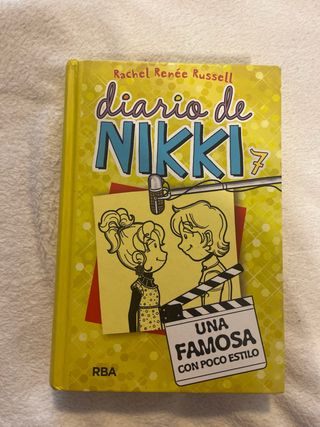 Rachel Renée Russell
diario de
NIKKI 7
UNA
FAMOSA
CON POCO ESTILO
RBA